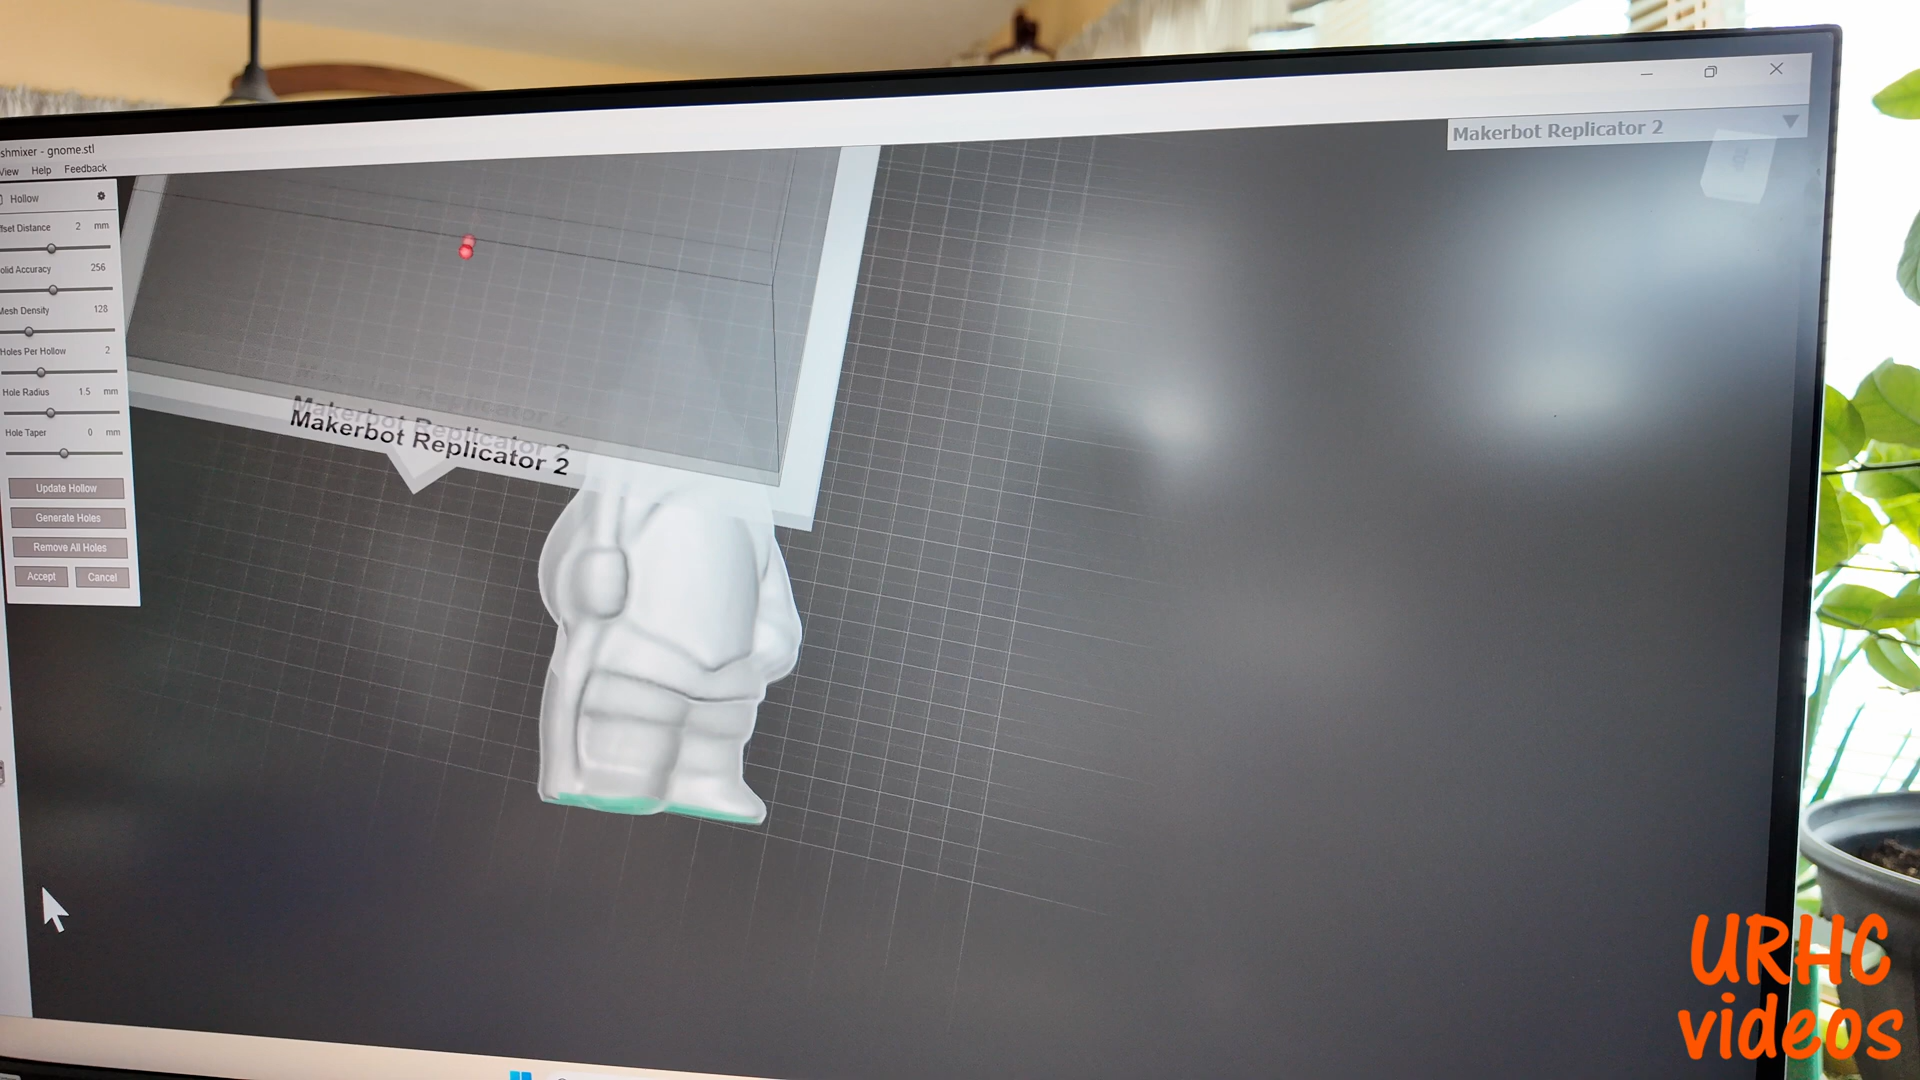 shmixer - gnome.stl
View Help Feedback
Hollow
ffset Distance 2 mm
olid Accuracy 256
Mesh Density 128
Holes Per Hollow 2
Hole Radius 1.5 mm
Hole Taper 0 mm
Update Hollow
Generate Holes
Remove All Holes
Accept Cancel
Makerbot Replicator 2
Makerbot Replicator 2
Makerbot Replicator 2
URHC
videos